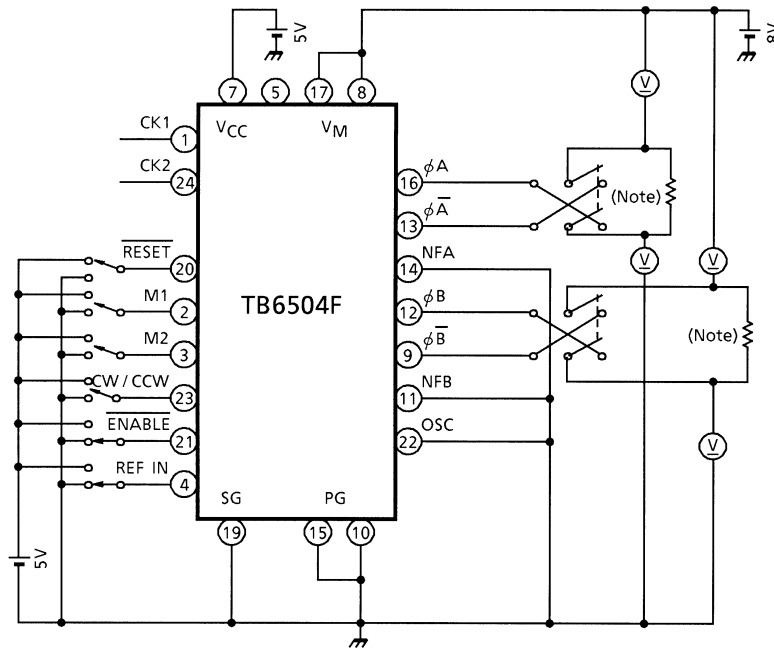 5V
8V
7
5
17
8
CK1
1
VCC
VM
CK2
24
16
φA
(Note)
V
13
φA̅
R̅E̅S̅E̅T̅
20
14
NFA
V
V
M1
2
TB6504F
12
φB
M2
3
9
φB̅
(Note)
CW / CCW
23
11
NFB
E̅N̅A̅B̅L̅E̅
21
22
OSC
V
REF IN
4
SG
PG
19
15
10
5V